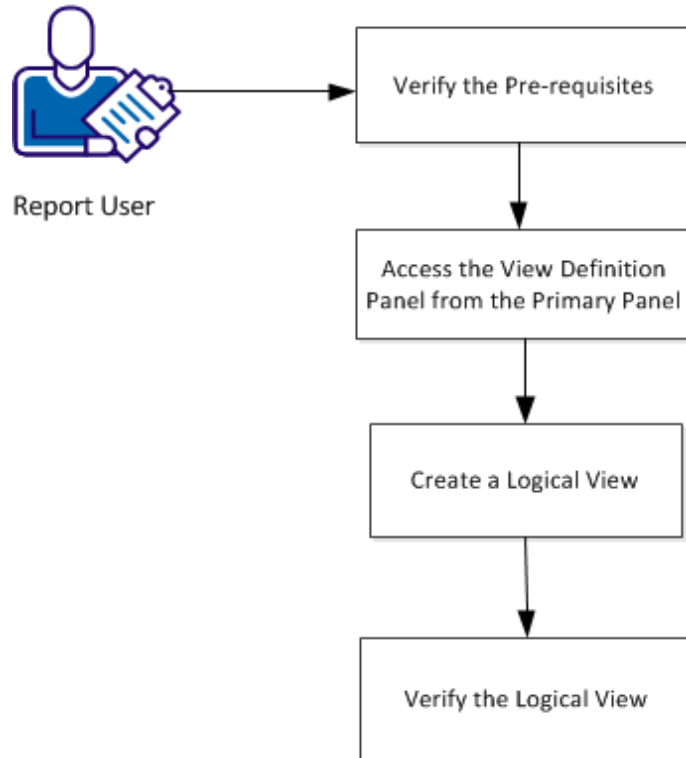 Verify the Pre-requisites
Report User
Access the View Definition
Panel from the Primary Panel
Create a Logical View
Verify the Logical View